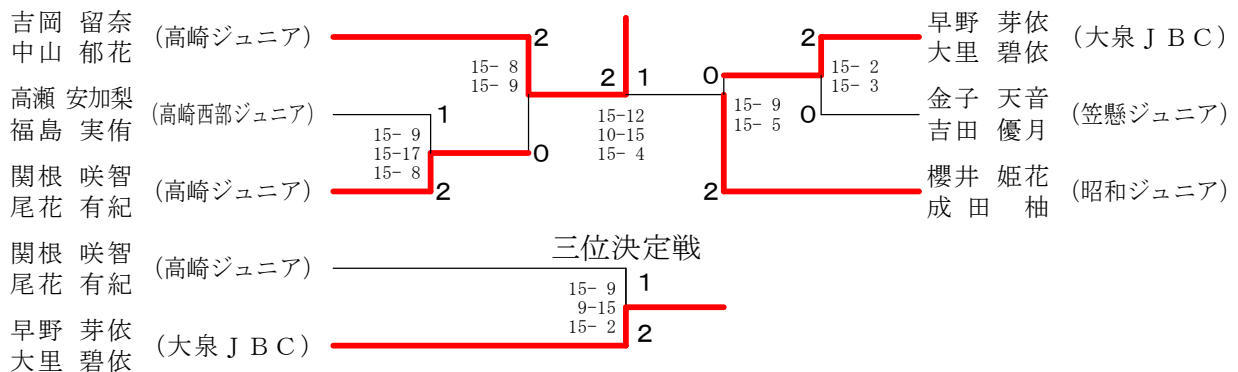 吉岡 留奈
中山 郁花
(高崎ジュニア)
2
15- 8
15- 9
高瀬 安加梨
福島 実侑
(高崎西部ジュニア)
1
15- 9
15-17
15- 8
0
関根 咲智
尾花 有紀
(高崎ジュニア)
2
2
1
15-12
10-15
15- 4
早野 芽依
大里 碧依
(大泉ＪＢＣ)
2
15- 2
15- 3
0
金子 天音
吉田 優月
(笠懸ジュニア)
0
15- 9
15- 5
2
櫻井 姫花
成田 柚
(昭和ジュニア)
三位決定戦
関根 咲智
尾花 有紀
(高崎ジュニア)
1
15- 9
9-15
15- 2
2
早野 芽依
大里 碧依
(大泉ＪＢＣ)